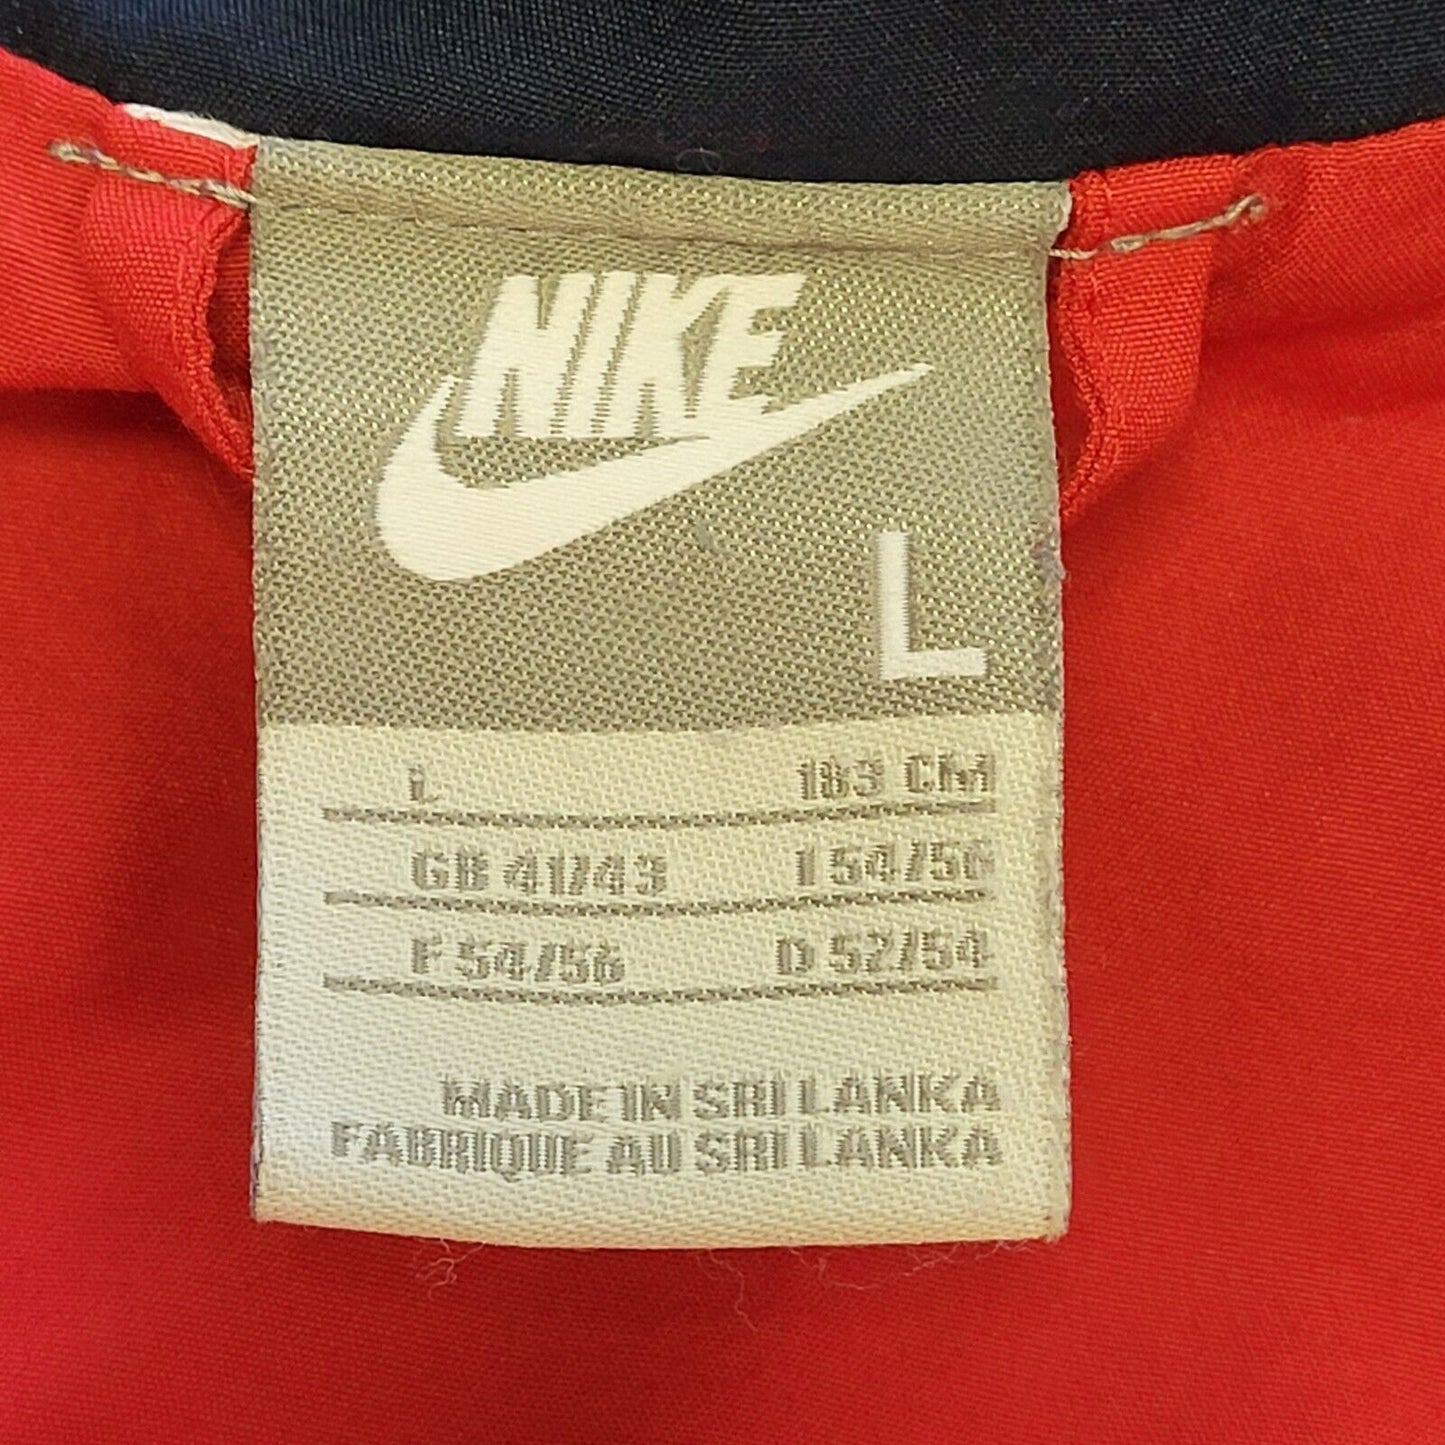 NIKE
L
L 183 CM
GB 41/43 I 54/56
F 54/56 D 52/54
MADE IN SRI LANKA
FABRIQUE AU SRI LANKA